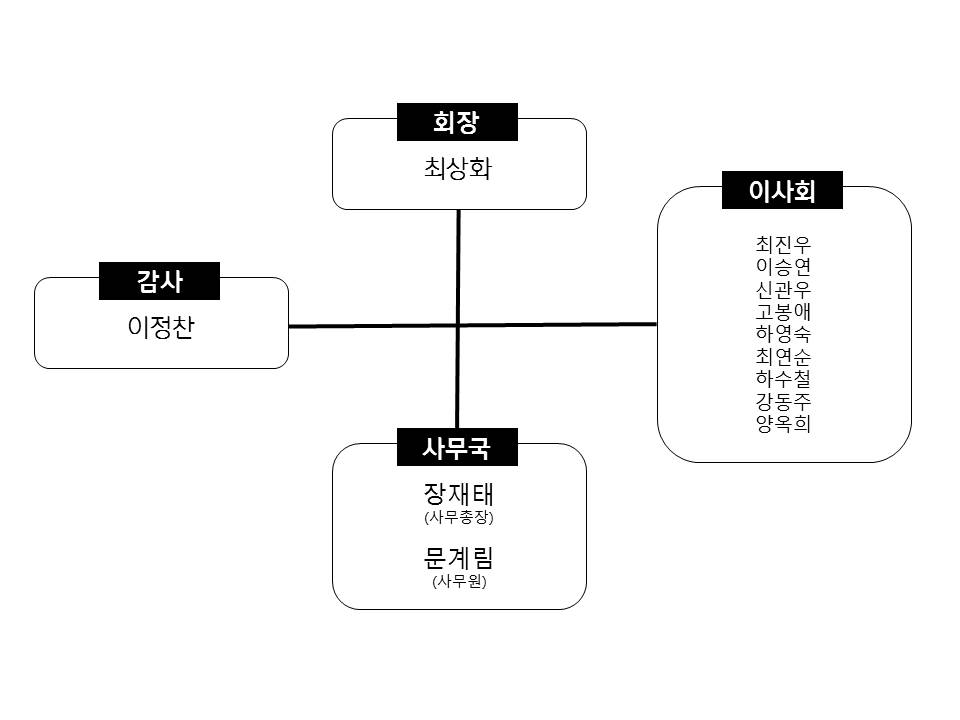 회장
최상화
이사회
최진우
이승연
신관우
고봉애
하영숙
최연순
하수철
강동주
양옥희
감사
이정찬
사무국
장재태
(사무총장)
문계림
(사무원)